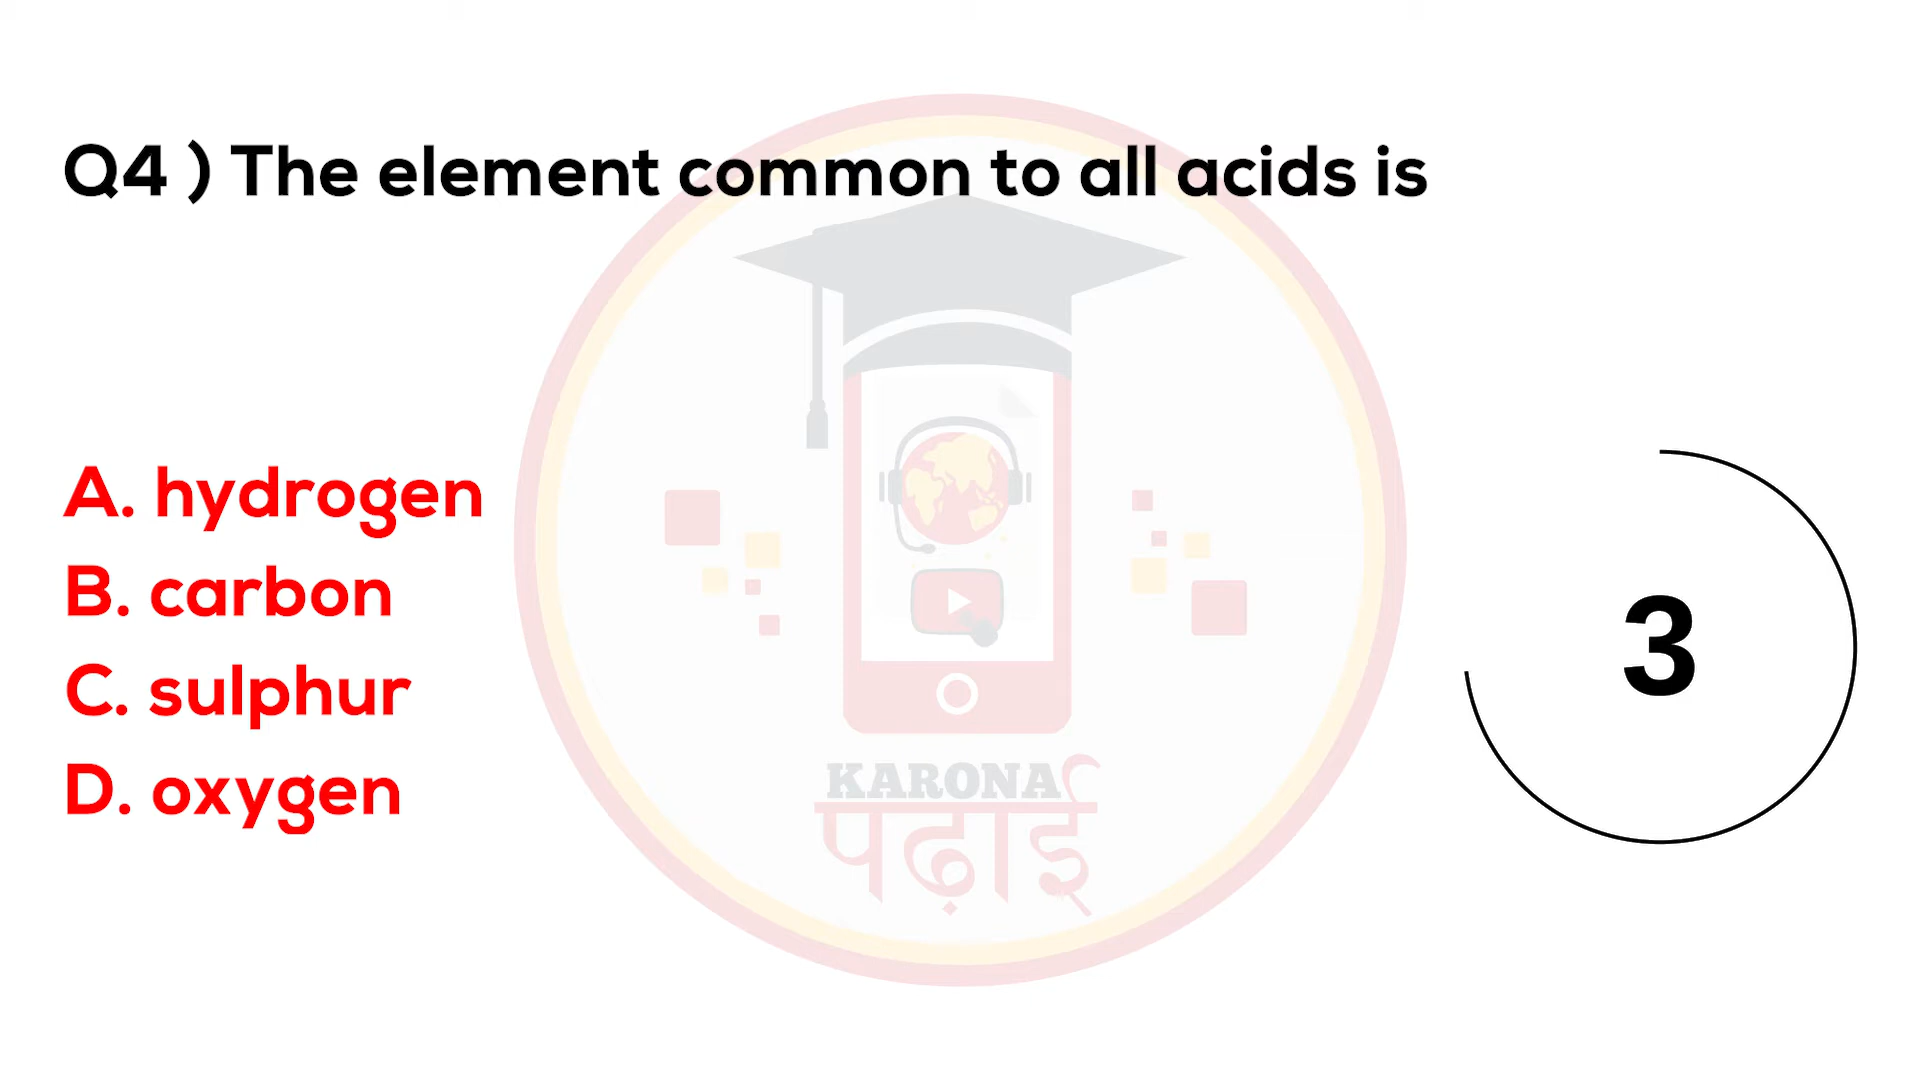 Q4 ) The element common to all acids is
A. hydrogen
B. carbon
C. sulphur
D. oxygen
3
KARONA
पढ़ाई